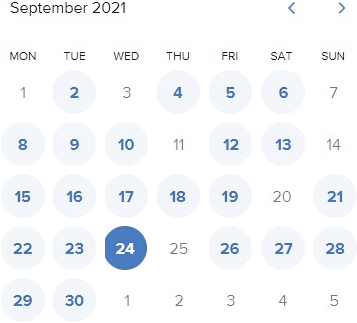 September 2021
MON TUE WED THU FRI SAT SUN
1 2 3 4 5 6 7
8 9 10 11 12 13 14
15 16 17 18 19 20 21
22 23 24 25 26 27 28
29 30 1 2 3 4 5